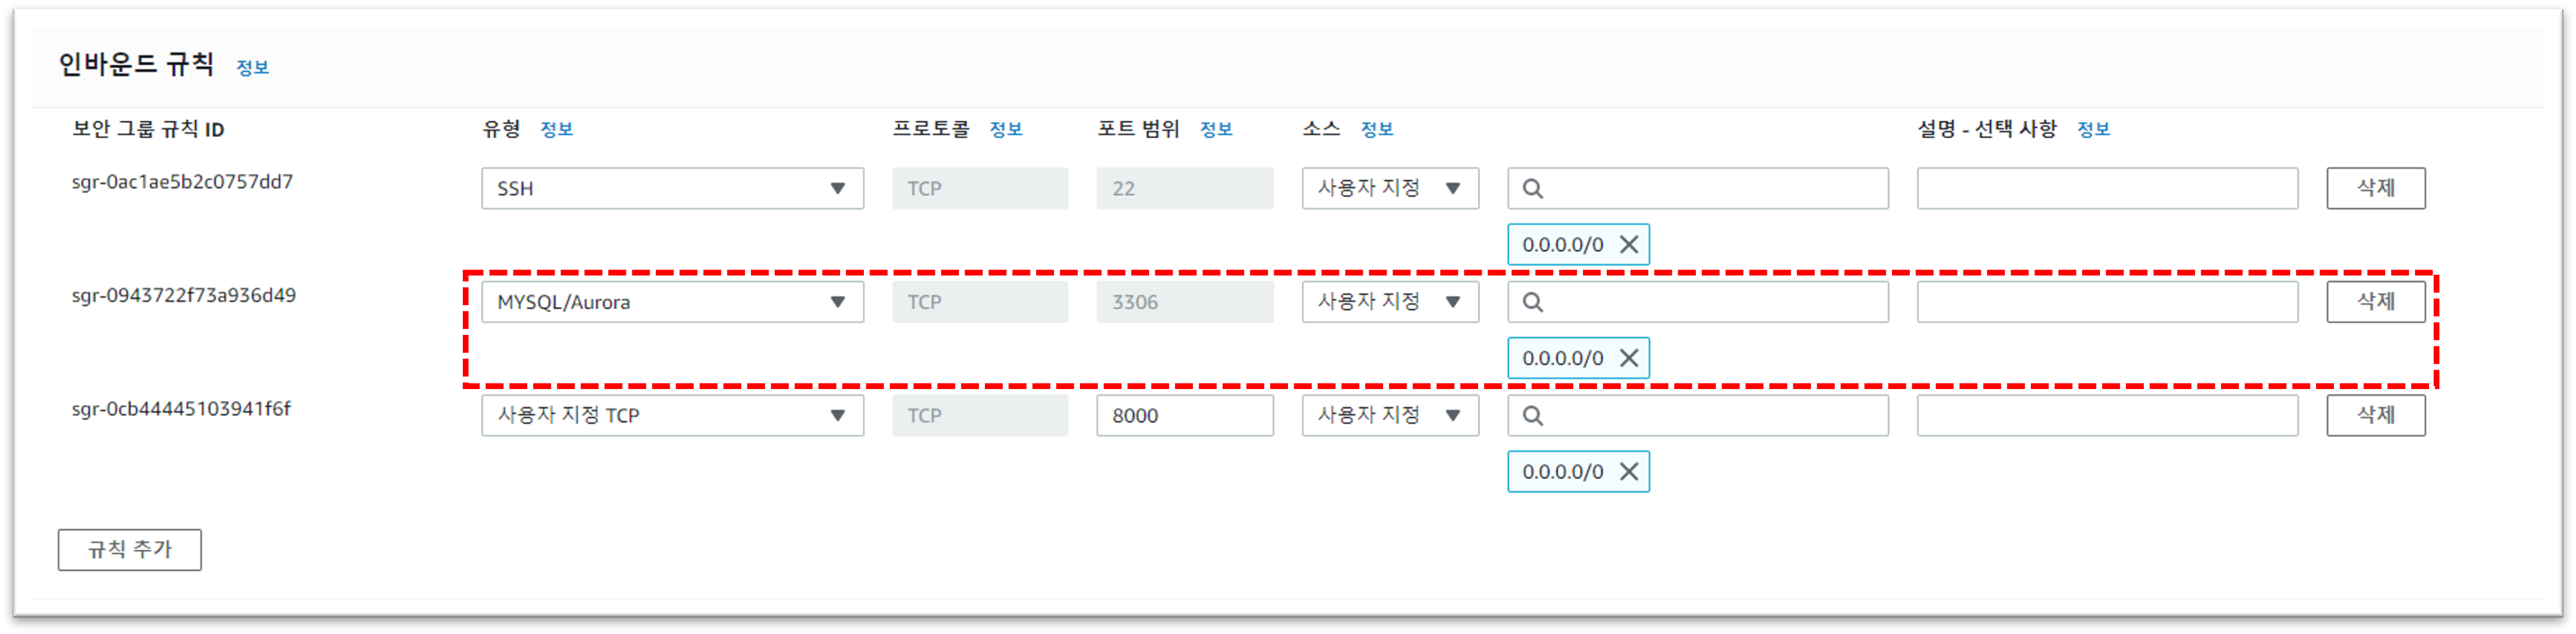 인바운드 규칙 정보
보안 그룹 규칙 ID 유형 정보 프로토콜 정보 포트 범위 정보 소스 정보 설명 - 선택 사항 정보
sgr-0ac1ae5b2c0757dd7 SSH TCP 22 사용자 지정 삭제
0.0.0.0/0
sgr-0943722f73a936d49 MYSQL/Aurora TCP 3306 사용자 지정 삭제
0.0.0.0/0
sgr-0cb44445103941f6f 사용자 지정 TCP TCP 8000 사용자 지정 삭제
0.0.0.0/0
규칙 추가